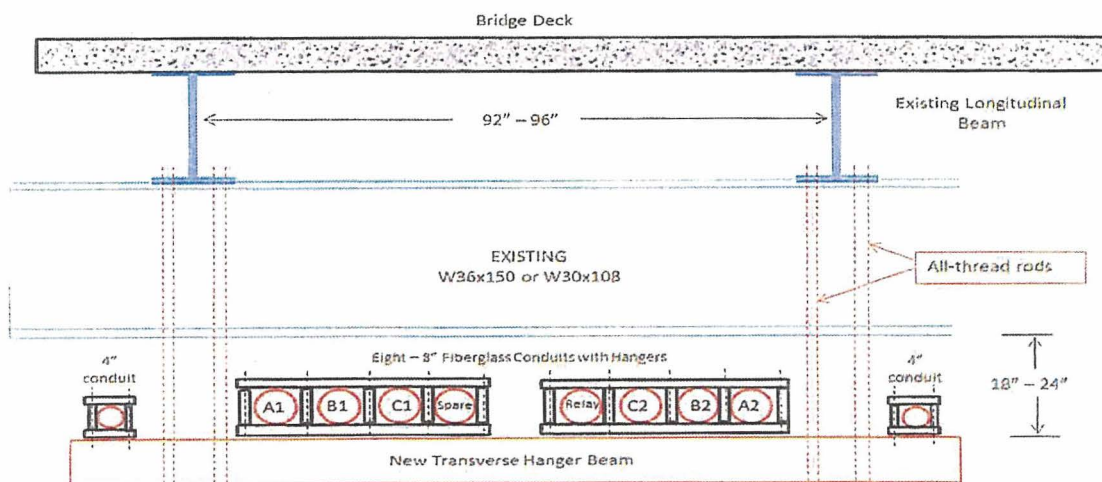 Bridge Deck
92” – 96”
Existing Longitudinal
Beam
EXISTING
W36x150 or W30x108
All-thread rods
4”
conduit
Eight – 8” Fiberglass Conduits with Hangers
4”
conduit
18” – 24”
A1 B1 C1 Spare Relay C2 B2 A2
New Transverse Hanger Beam